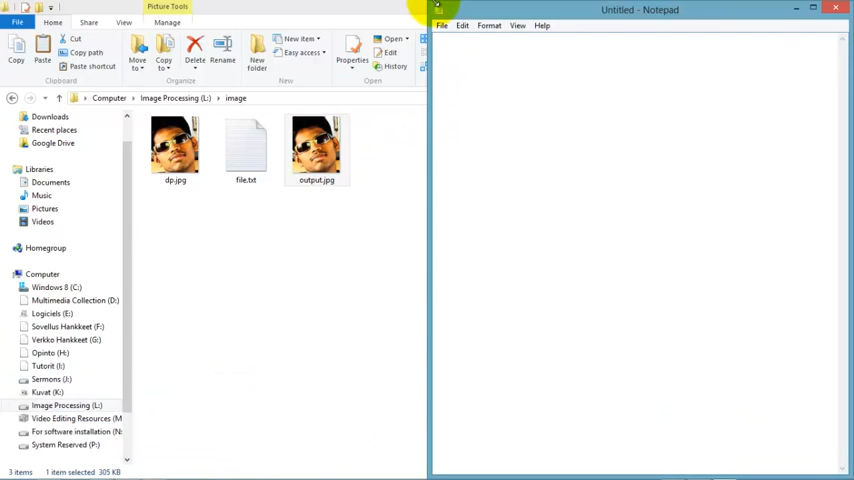 Picture Tools
Untitled - Notepad
File Home Share View Manage
File Edit Format View Help
Copy
Paste
Cut
Copy path
Paste shortcut
Clipboard
Move to
Copy to
Delete
Rename
Organize
New folder
New item
Easy access
New
Properties
Open
Edit
History
Open
Computer Image Processing (L:) image
Downloads
Recent places
Google Drive
Libraries
Documents
Music
Pictures
Videos
Homegroup
Computer
Windows 8 (C:)
Multimedia Collection (D:)
Logiciels (E:)
Sovellus Hankkeet (F:)
Verkko Hankkeet (G:)
Opinto (H:)
Tutorit (I:)
Sermons (J:)
Kuvat (K:)
Image Processing (L:)
Video Editing Resources (M
For software installation (N:
System Reserved (P:)
dp.jpg
file.txt
output.jpg
3 items 1 item selected 305 KB